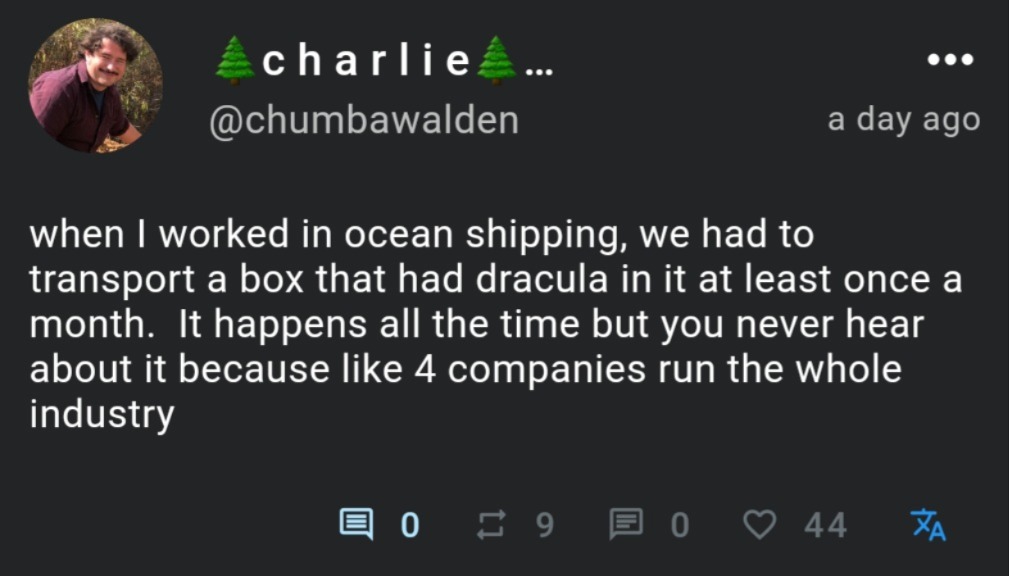 🌲charlie🌲...
@chumbawalden
a day ago
when I worked in ocean shipping, we had to
transport a box that had dracula in it at least once a
month.  It happens all the time but you never hear
about it because like 4 companies run the whole
industry
0 9 0 44